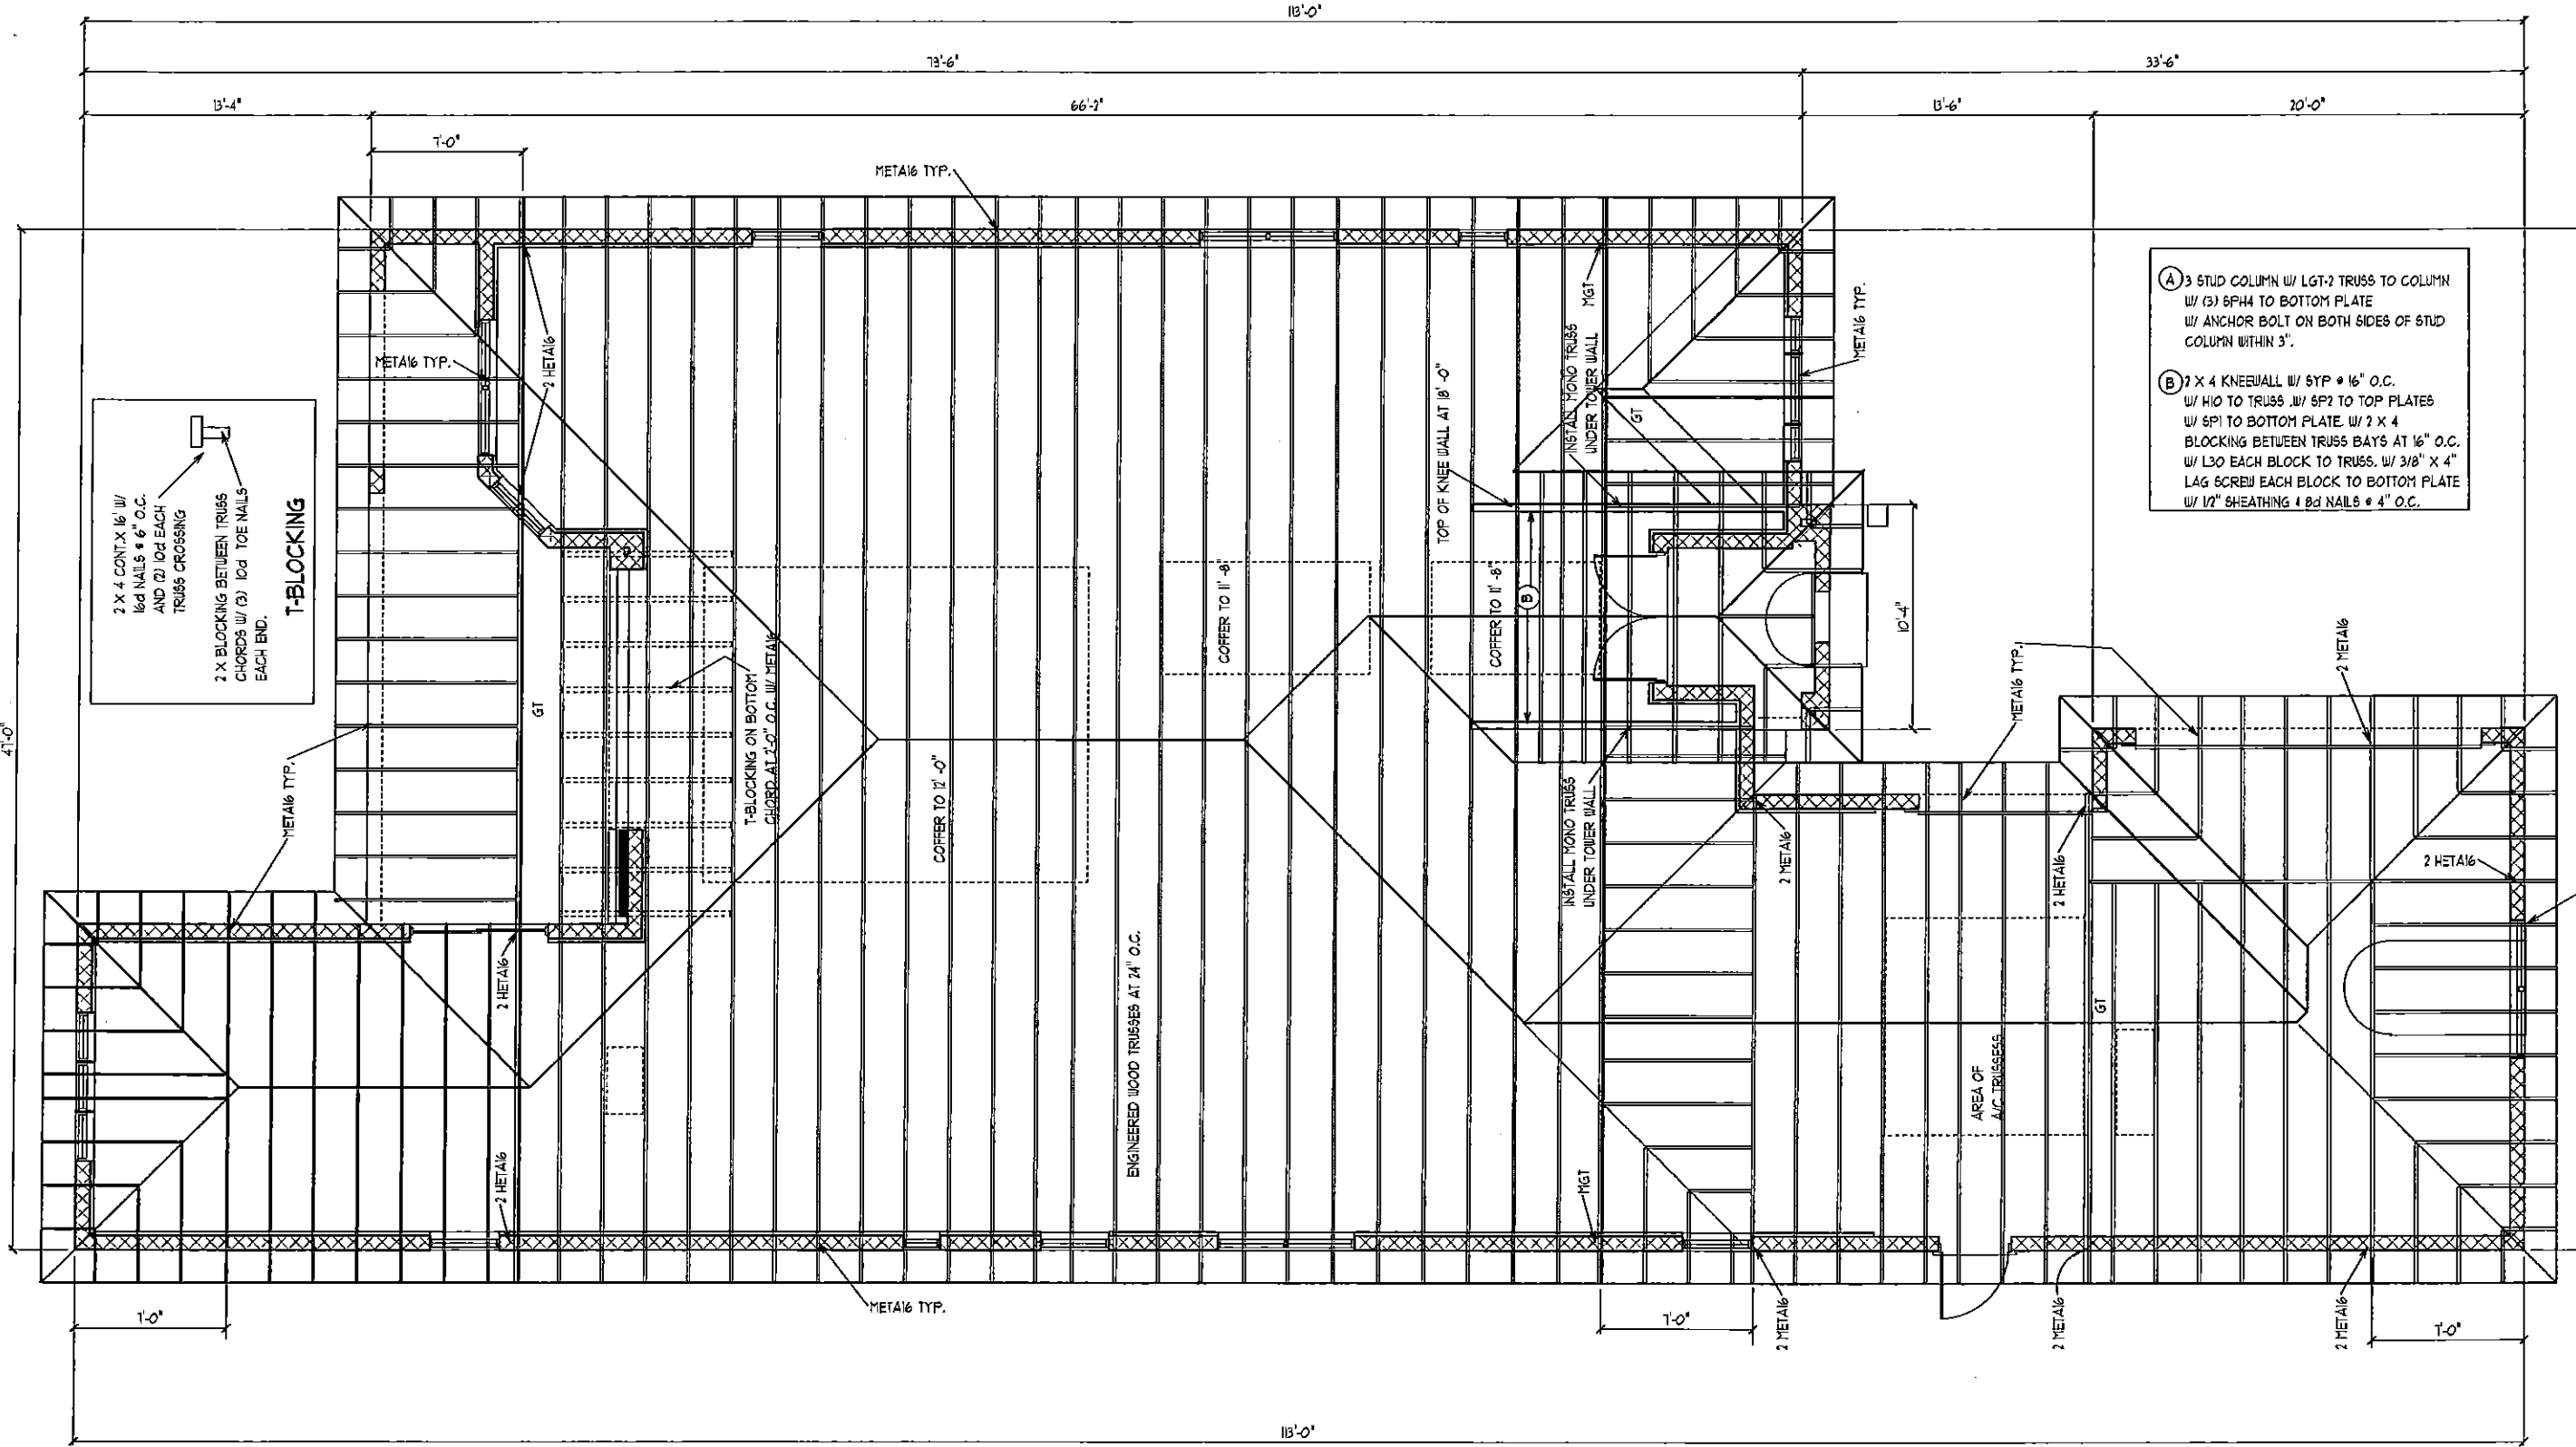 113'-0"
79'-6"
33'-6"
13'-4"
66'-2"
13'-6"
20'-0"
7'-0"
METAl6 TYP.
47'-0"
2 X 4 CONT. X 16' W/
16d NAILS @ 6" O.C.
AND (2) 10d EACH
TRUSS CROSSING
2 X BLOCKING BETWEEN TRUSS
CHORDS W/ (3) 10d TOE NAILS
EACH END.
T-BLOCKING
METAl6 TYP.
2 HETAl6
MGT
INSTALL MONO TRUSS
UNDER TOWER WALL
GT
METAl6 TYP.
TOP OF KNEE WALL AT 18' -0"
(A) 3 STUD COLUMN W/ LGT-2 TRUSS TO COLUMN
W/ (3) SPH4 TO BOTTOM PLATE
W/ ANCHOR BOLT ON BOTH SIDES OF STUD
COLUMN WITHIN 3".
(B) 2 X 4 KNEEWALL W/ SYP @ 16" O.C.
W/ H10 TO TRUSS .W/ SP2 TO TOP PLATES
W/ SP1 TO BOTTOM PLATE. W/ 2 X 4
BLOCKING BETWEEN TRUSS BAYS AT 16" O.C.
W/ L30 EACH BLOCK TO TRUSS. W/ 3/8" X 4"
LAG SCREW EACH BLOCK TO BOTTOM PLATE
W/ 1/2" SHEATHING & 8d NAILS @ 4" O.C.
COFFER TO 11' -8"
COFFER TO 11' -8"
B
10'-4"
GT
T-BLOCKING ON BOTTOM
CHORD AT 2'-0" O.C. W/ METAl6
COFFER TO 12' -0"
METAl6 TYP.
METAl6 TYP.
2 METAl6
INSTALL MONO TRUSS
UNDER TOWER WALL
2 METAl6
2 HETAl6
2 HETAl6
2 HETAl6
ENGINEERED WOOD TRUSSES AT 24" O.C.
GT
AREA OF
A/C TRUSSESS
2 HETAl6
MGT
7'-0"
METAl6 TYP.
7'-0"
2 METAl6
2 METAl6
2 METAl6
7'-0"
113'-0"